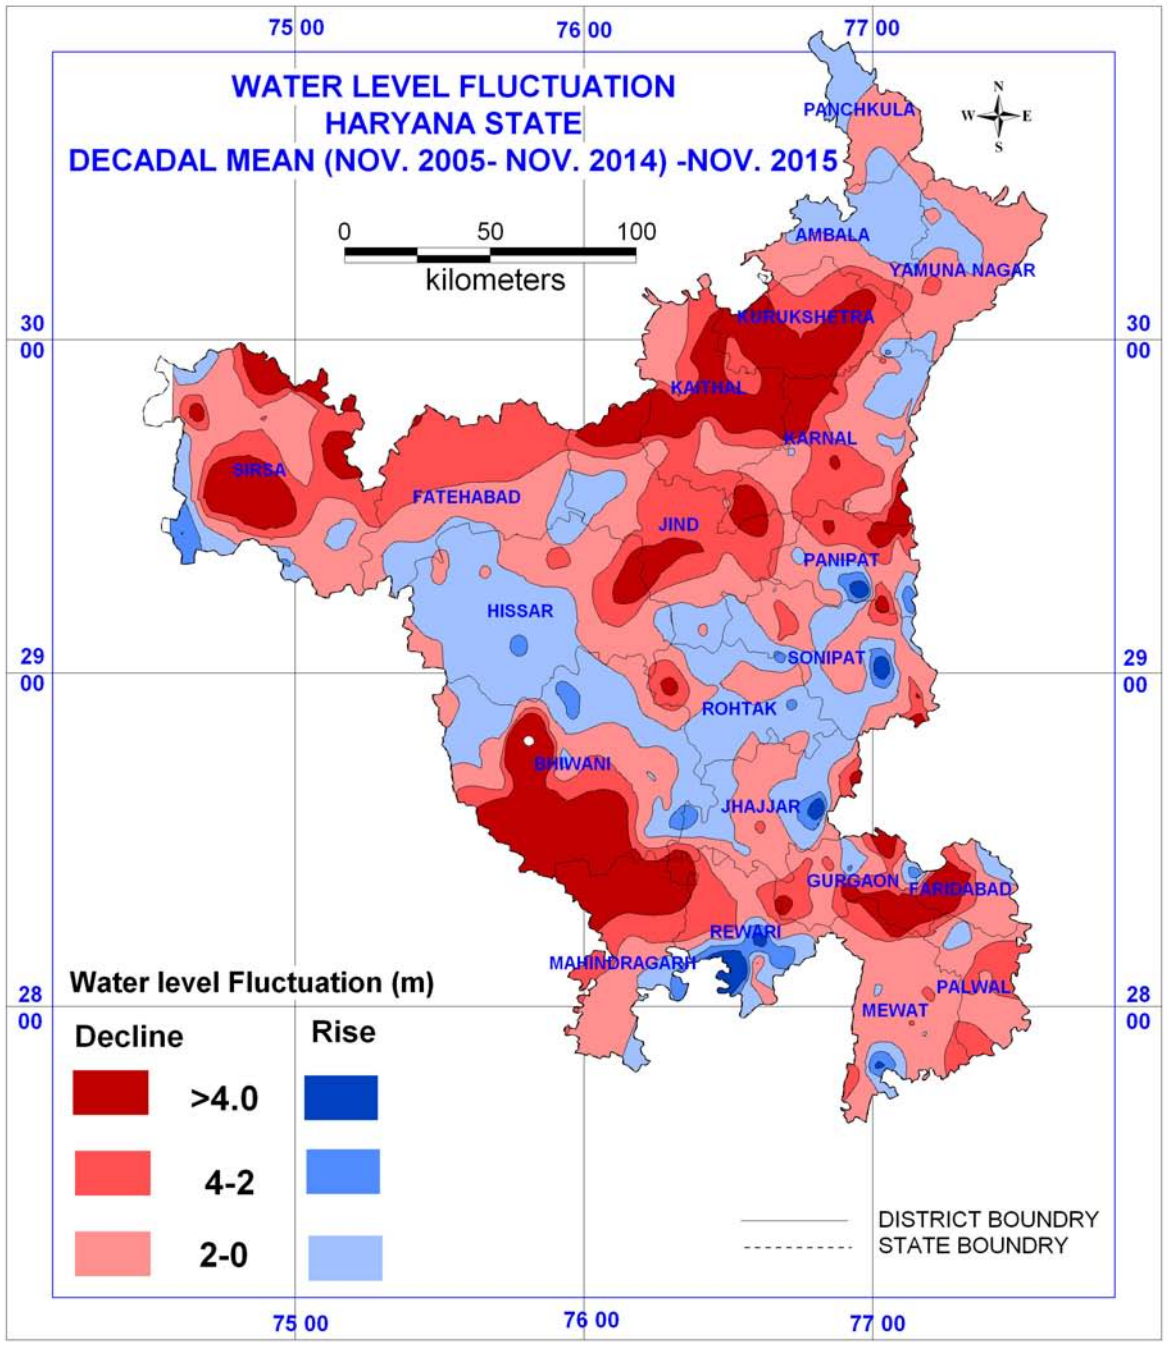 75 00
76 00
77 00
WATER LEVEL FLUCTUATION
HARYANA STATE
DECADAL MEAN (NOV. 2005- NOV. 2014) -NOV. 2015
N
W E
S
0 50 100
kilometers
PANCHKULA
AMBALA
YAMUNA NAGAR
KURUKSHETRA
30
00
30
00
KAITHAL
KARNAL
SIRSA
FATEHABAD
JIND
PANIPAT
HISSAR
SONIPAT
29
00
29
00
ROHTAK
BHIWANI
JHAJJAR
GURGAON
FARIDABAD
REWARI
MAHINDRAGARH
PALWAL
MEWAT
28
00
28
00
Water level Fluctuation (m)
Decline
Rise
>4.0
4-2
2-0
DISTRICT BOUNDRY
STATE BOUNDRY
75 00
76 00
77 00